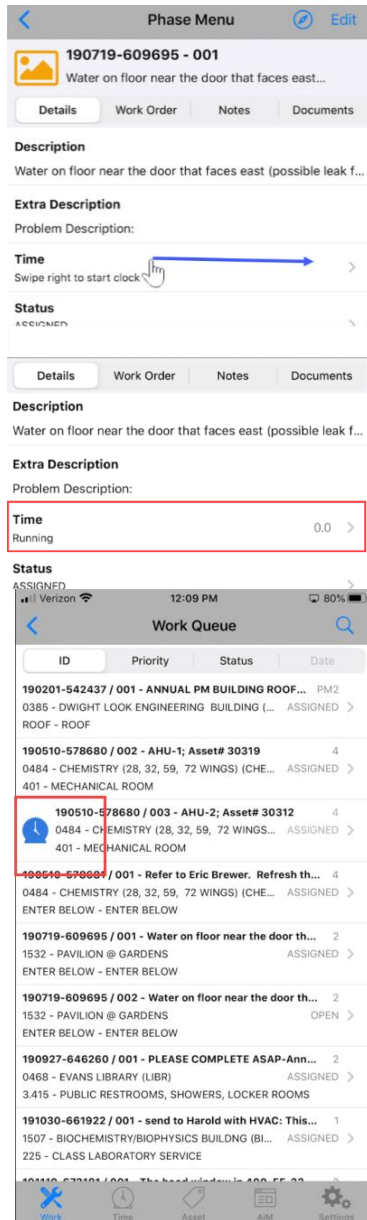 Phase Menu
Edit
190719-609695 - 001
Water on floor near the door that faces east...
Details Work Order Notes Documents
Description
Water on floor near the door that faces east (possible leak f...
Extra Description
Problem Description:
Time
Swipe right to start clock
Status
ASSIGNED
Details Work Order Notes Documents
Description
Water on floor near the door that faces east (possible leak f...
Extra Description
Problem Description:
Time
Running
0.0
Status
ASSIGNED
Verizon 12:09 PM 80%
Work Queue
ID Priority Status Date
190201-542437 / 001 - ANNUAL PM BUILDING ROOF... PM2
0385 - DWIGHT LOOK ENGINEERING BUILDING (... ASSIGNED
ROOF - ROOF
190510-578680 / 002 - AHU-1; Asset# 30319 4
0484 - CHEMISTRY (28, 32, 59, 72 WINGS) (CHE... ASSIGNED
401 - MECHANICAL ROOM
190510-578680 / 003 - AHU-2; Asset# 30312 4
0484 - CHEMISTRY (28, 32, 59, 72 WINGS... ASSIGNED
401 - MECHANICAL ROOM
190510-578681 / 001 - Refer to Eric Brewer. Refresh th... 4
0484 - CHEMISTRY (28, 32, 59, 72 WINGS) (CHE... ASSIGNED
ENTER BELOW - ENTER BELOW
190719-609695 / 001 - Water on floor near the door th... 2
1532 - PAVILION @ GARDENS ASSIGNED
ENTER BELOW - ENTER BELOW
190719-609695 / 002 - Water on floor near the door th... 2
1532 - PAVILION @ GARDENS OPEN
ENTER BELOW - ENTER BELOW
190927-646260 / 001 - PLEASE COMPLETE ASAP-Ann... 2
0468 - EVANS LIBRARY (LIBR) ASSIGNED
3.415 - PUBLIC RESTROOMS, SHOWERS, LOCKER ROOMS
191030-661922 / 001 - send to Harold with HVAC: This... 1
1507 - BIOCHEMISTRY/BIOPHYSICS BUILDNG (BI... ASSIGNED
225 - CLASS LABORATORY SERVICE
Work Time Asset AiM Settings